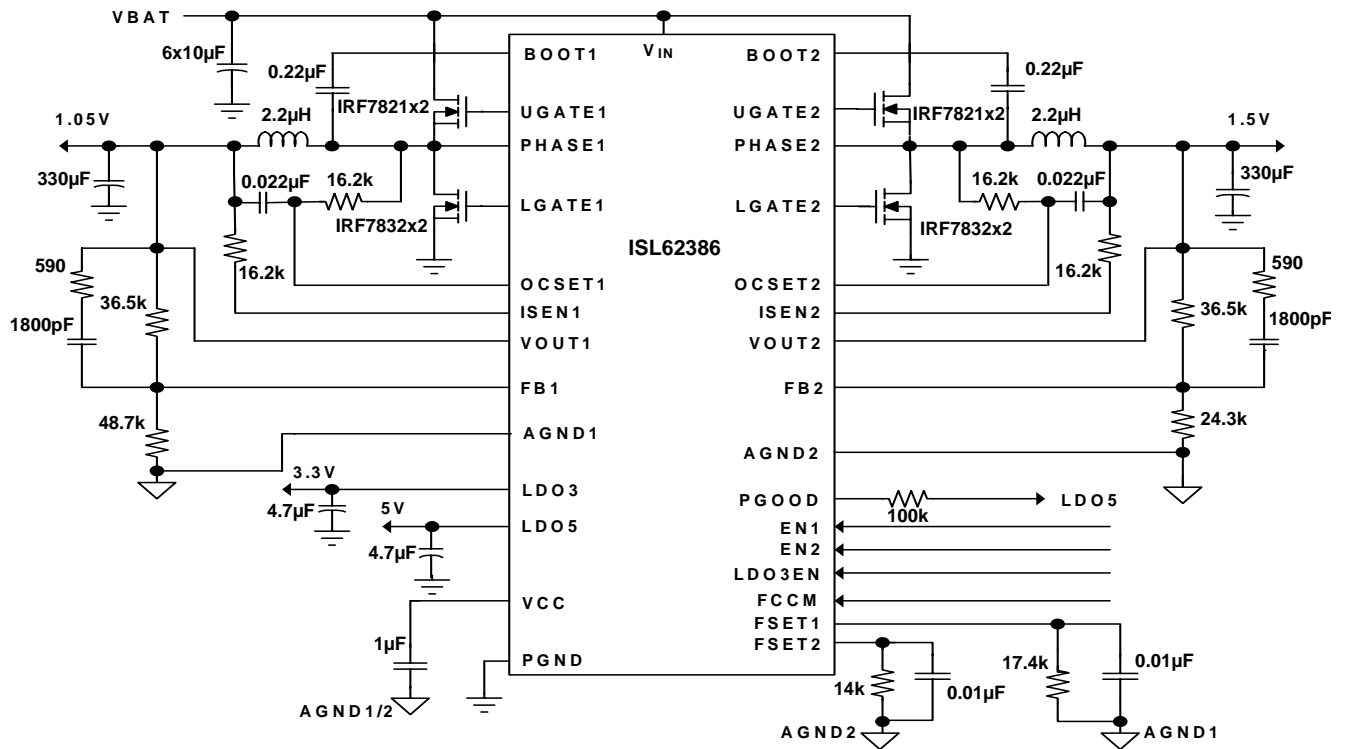 VBAT
6x10µF
0.22µF
IRF7821x2
2.2µH
1.05V
330µF
0.022µF
16.2k
IRF7832x2
16.2k
590
36.5k
1800pF
48.7k
3.3V
4.7µF
5V
4.7µF
1µF
AGND1/2
VIN
BOOT1
UGATE1
PHASE1
LGATE1
ISL62386
OCSET1
ISEN1
VOUT1
FB1
AGND1
LDO3
LDO5
VCC
PGND
BOOT2
UGATE2
PHASE2
LGATE2
OCSET2
ISEN2
VOUT2
FB2
AGND2
PGOOD
EN1
EN2
LDO3EN
FCCM
FSET1
FSET2
0.22µF
IRF7821x2
2.2µH
1.5V
330µF
16.2k
0.022µF
IRF7832x2
16.2k
590
36.5k
1800pF
24.3k
100k
LDO5
14k
0.01µF
AGND2
17.4k
0.01µF
AGND1